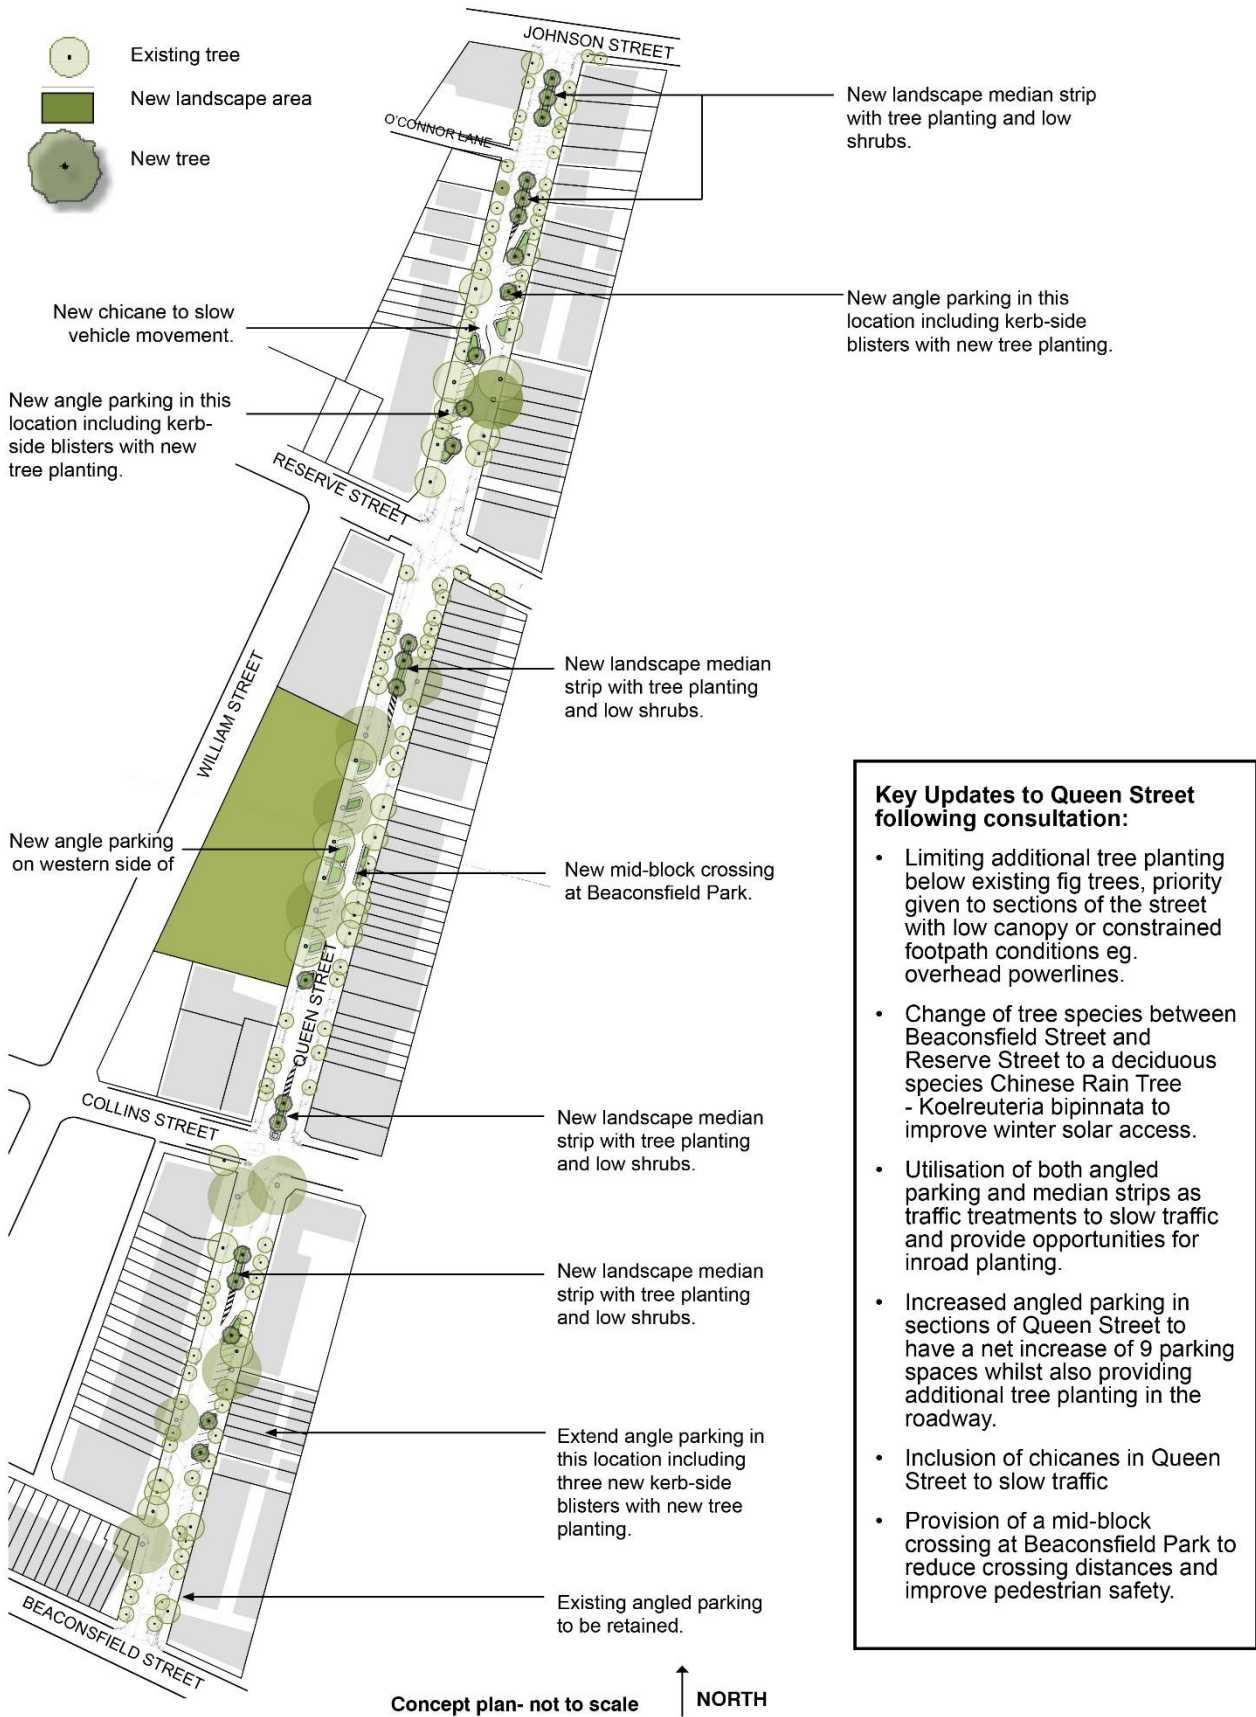 JOHNSON STREET
Existing tree
New landscape area
New tree
O'CONNOR LANE
New landscape median strip
with tree planting and low
shrubs.
New chicane to slow
vehicle movement.
New angle parking in this
location including kerb-side
blisters with new tree planting.
New angle parking in this
location including kerb-
side blisters with new
tree planting.
RESERVE STREET
WILLIAM STREET
New landscape median
strip with tree planting
and low shrubs.
New angle parking
on western side of
New mid-block crossing
at Beaconsfield Park.
QUEEN STREET
COLLINS STREET
New landscape median
strip with tree planting
and low shrubs.
New landscape median
strip with tree planting
and low shrubs.
Extend angle parking in
this location including
three new kerb-side
blisters with new tree
planting.
Existing angled parking
to be retained.
BEACONSFIELD STREET
Concept plan- not to scale
NORTH
Key Updates to Queen Street
following consultation:
• Limiting additional tree planting
below existing fig trees, priority
given to sections of the street
with low canopy or constrained
footpath conditions eg.
overhead powerlines.
• Change of tree species between
Beaconsfield Street and
Reserve Street to a deciduous
species Chinese Rain Tree
- Koelreuteria bipinnata to
improve winter solar access.
• Utilisation of both angled
parking and median strips as
traffic treatments to slow traffic
and provide opportunities for
inroad planting.
• Increased angled parking in
sections of Queen Street to
have a net increase of 9 parking
spaces whilst also providing
additional tree planting in the
roadway.
• Inclusion of chicanes in Queen
Street to slow traffic
• Provision of a mid-block
crossing at Beaconsfield Park to
reduce crossing distances and
improve pedestrian safety.